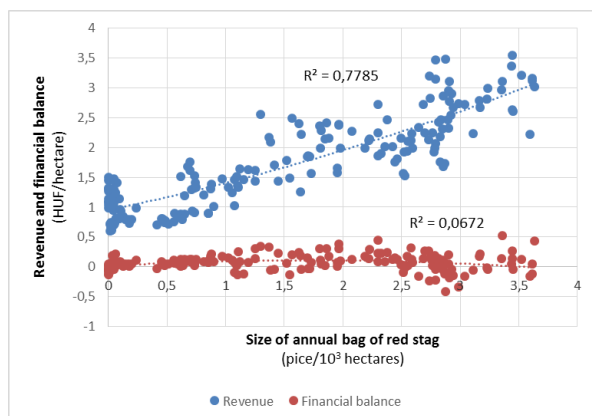 4
3,5
3
2,5
2
1,5
1
0,5
0
-0,5
-1
Revenue and financial balance
(HUF/hectare)
R² = 0,7785
R² = 0,0672
0 0,5 1 1,5 2 2,5 3 3,5 4
Size of annual bag of red stag
(pice/10³ hectares)
Revenue Financial balance